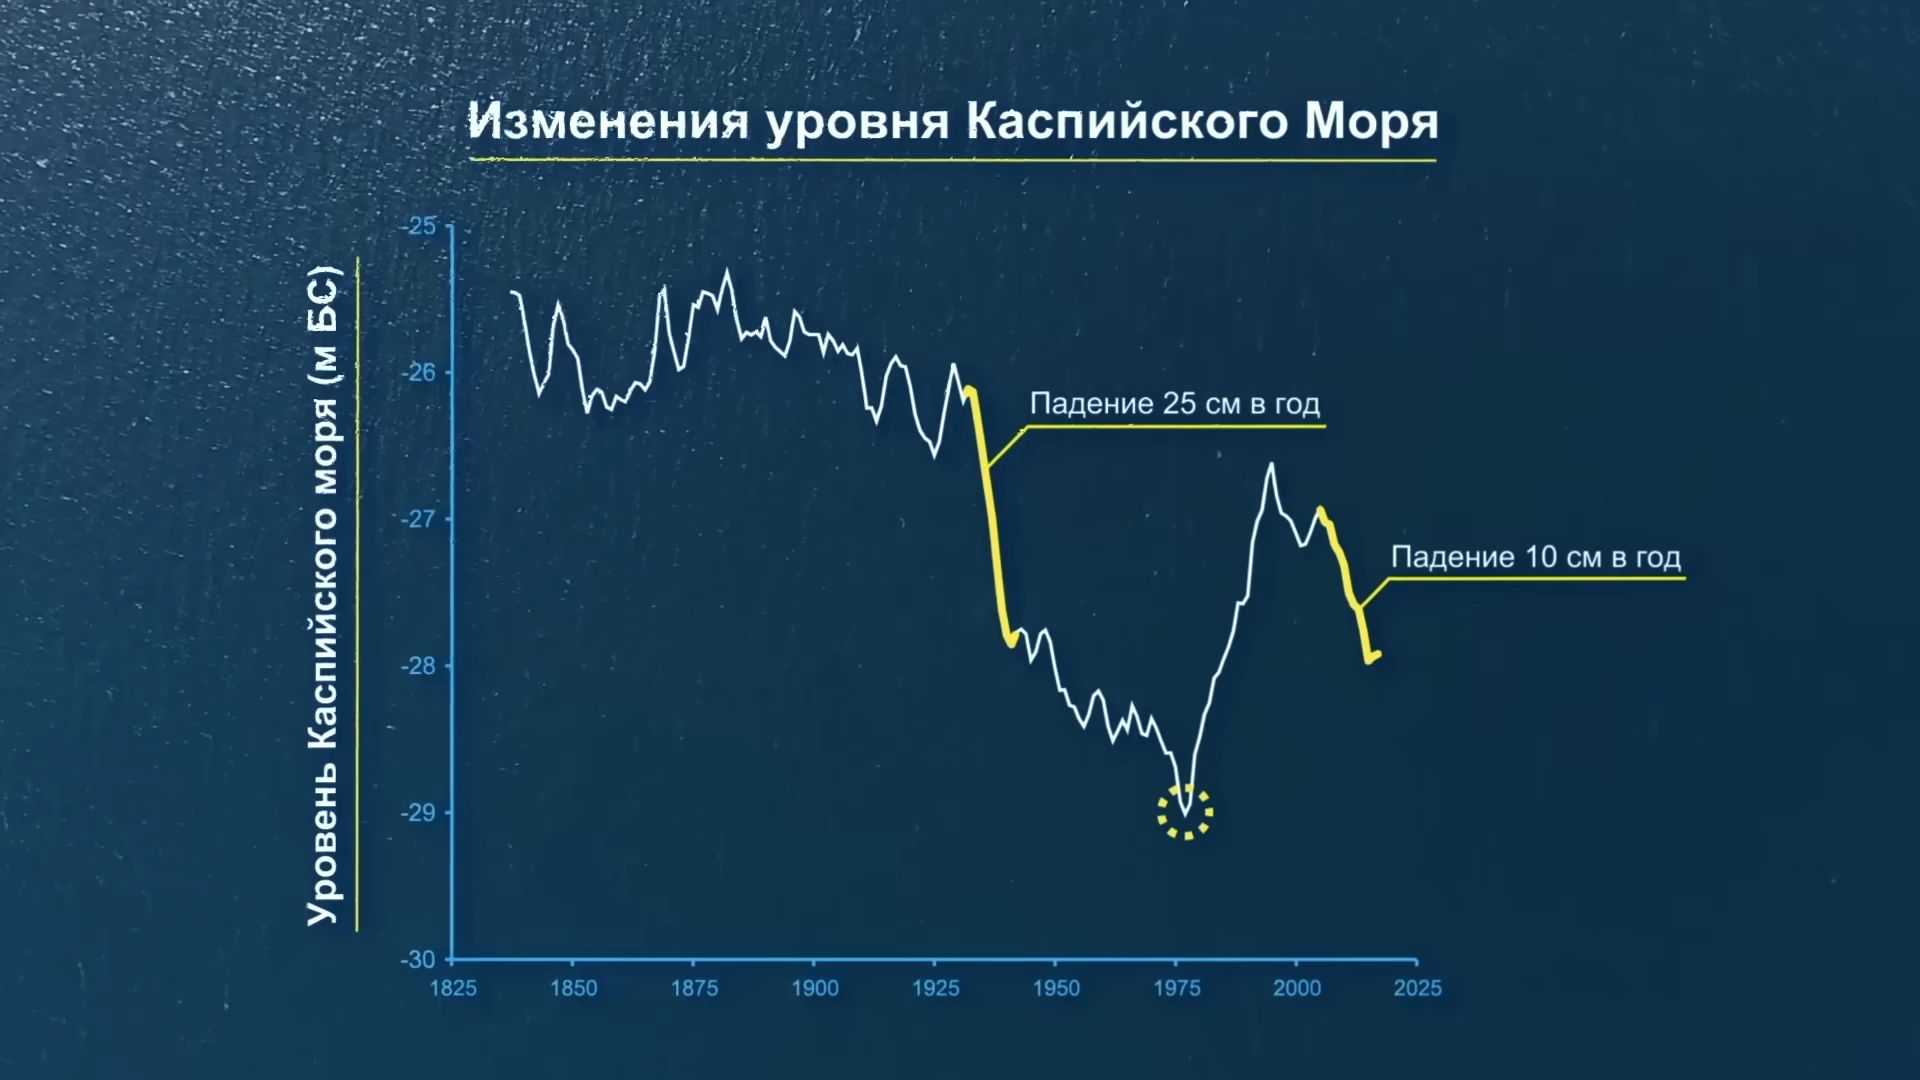 Изменения уровня Каспийского Моря
Уровень Каспийского моря (м БС)
-25
-26
-27
-28
-29
-30
Падение 25 см в год
Падение 10 см в год
1825 1850 1875 1900 1925 1950 1975 2000 2025